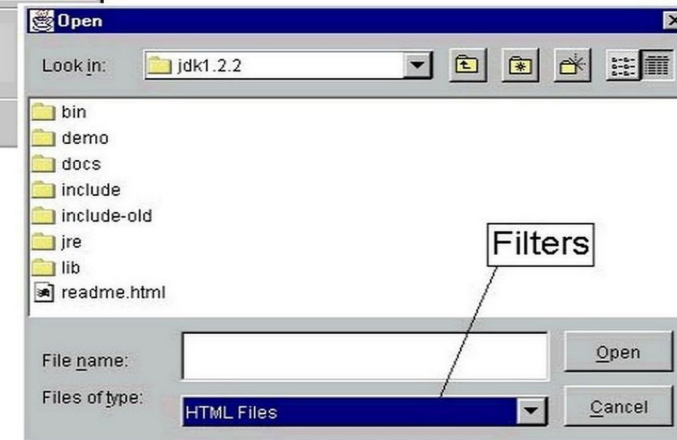 Open
Look in: jdk1.2.2
bin
demo
docs
include
include-old
jre
lib
readme.html
Filters
File name:
Open
Files of type: HTML Files
Cancel